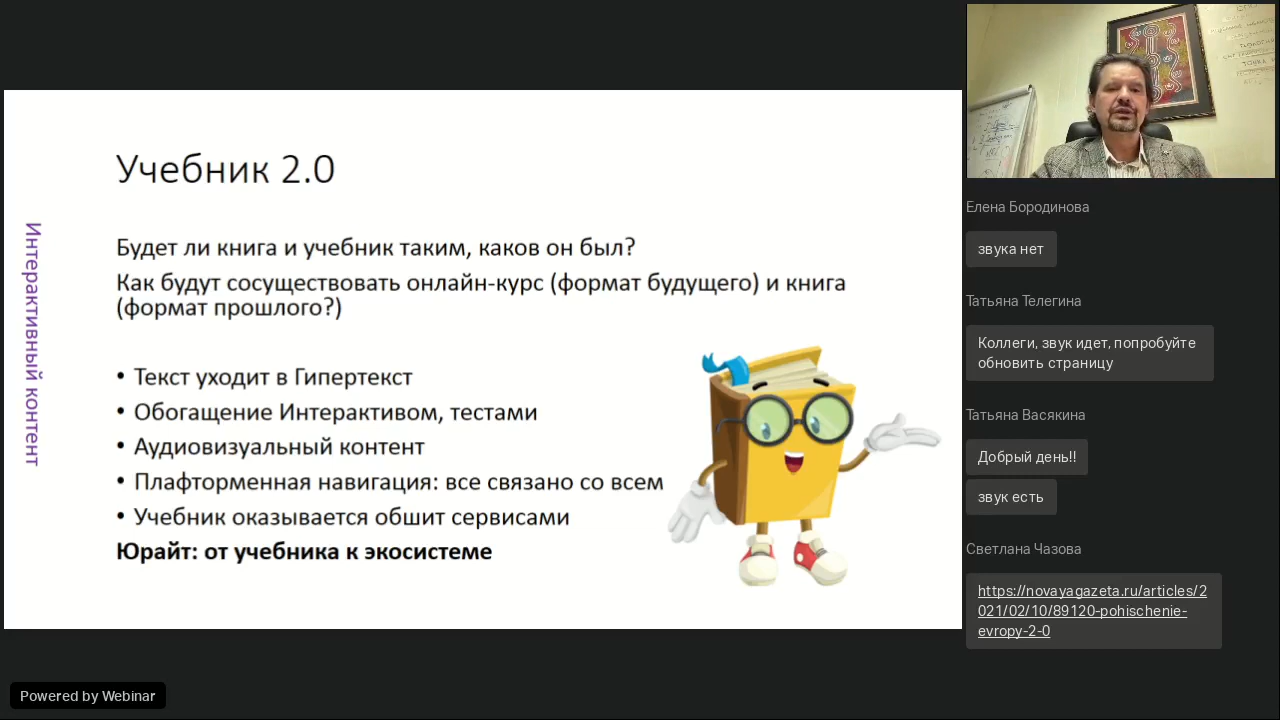 Учебник 2.0
Интерактивный контент
Будет ли книга и учебник таким, каков он был?
Как будут сосуществовать онлайн-курс (формат будущего) и книга
(формат прошлого?)
• Текст уходит в Гипертекст
• Обогащение Интерактивом, тестами
• Аудиовизуальный контент
• Плафторменная навигация: все связано со всем
• Учебник оказывается обшит сервисами
Юрайт: от учебника к экосистеме
Елена Бородинова
звука нет
Татьяна Телегина
Коллеги, звук идет, попробуйте
обновить страницу
Татьяна Васякина
Добрый день!!
звук есть
Светлана Чазова
https://novayagazeta.ru/articles/2
021/02/10/89120-pohischenie-
evropy-2-0
Powered by Webinar